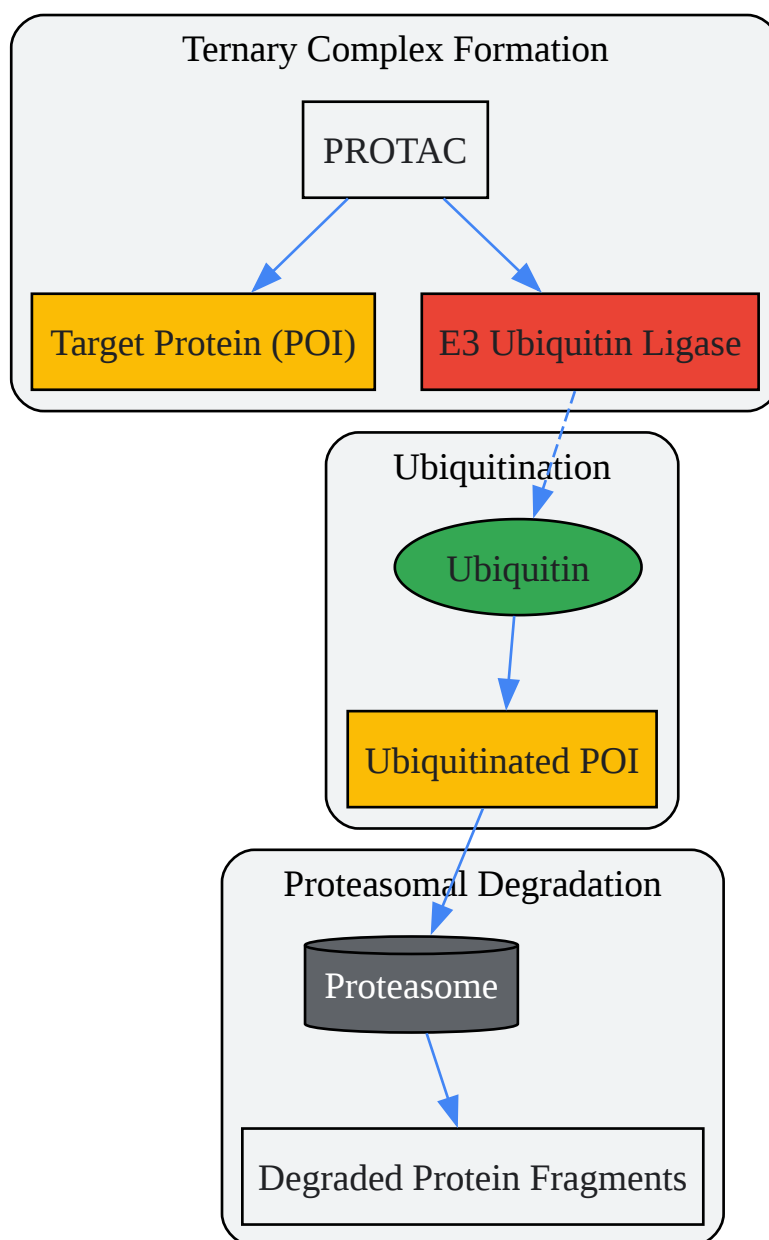 Ternary Complex Formation
PROTAC
Target Protein (POI)
E3 Ubiquitin Ligase
Ubiquitination
Ubiquitin
Ubiquitinated POI
Proteasomal Degradation
Proteasome
Degraded Protein Fragments